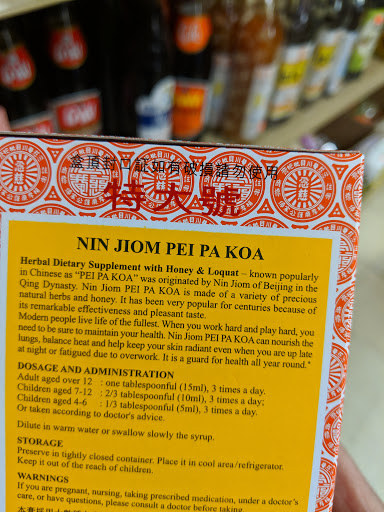 盒頂封口証如有破損請勿使用
特大號
NIN JIOM PEI PA KOA
Herbal Dietary Supplement with Honey & Loquat – known popularly
in Chinese as "PEI PA KOA" was originated by Nin Jiom of Beijing in the
Qing Dynasty. Nin Jiom PEI PA KOA is made of a variety of precious
natural herbs and honey. It has been very popular for centuries because of
its remarkable effectiveness and pleasant taste.
Modern people live life of the fullest. When you work hard and play hard, you
need to be sure to maintain your health. Nin Jiom PEI PA KOA can nourish the
lungs, balance heat and help keep your skin radiant even when you are up late
at night or fatigued due to overwork. It is a guard for health all year round.*
DOSAGE AND ADMINISTRATION
Adult aged over 12 : one tablespoonful (15ml), 3 times a day.
Children aged 7-12 : 2/3 tablespoonful (10ml), 3 times a day;
Children aged 4-6 : 1/3 tablespoonful (5ml), 3 times a day.
Or taken according to doctor's advice.
Dilute in warm water or swallow slowly the syrup.
STORAGE
Preserve in tightly closed container. Place it in cool area/refrigerator.
Keep it out of the reach of children.
WARNINGS
If you are pregnant, nursing, taking prescribed medication, under a doctor's
care, or have questions, please consult a doctor before taking